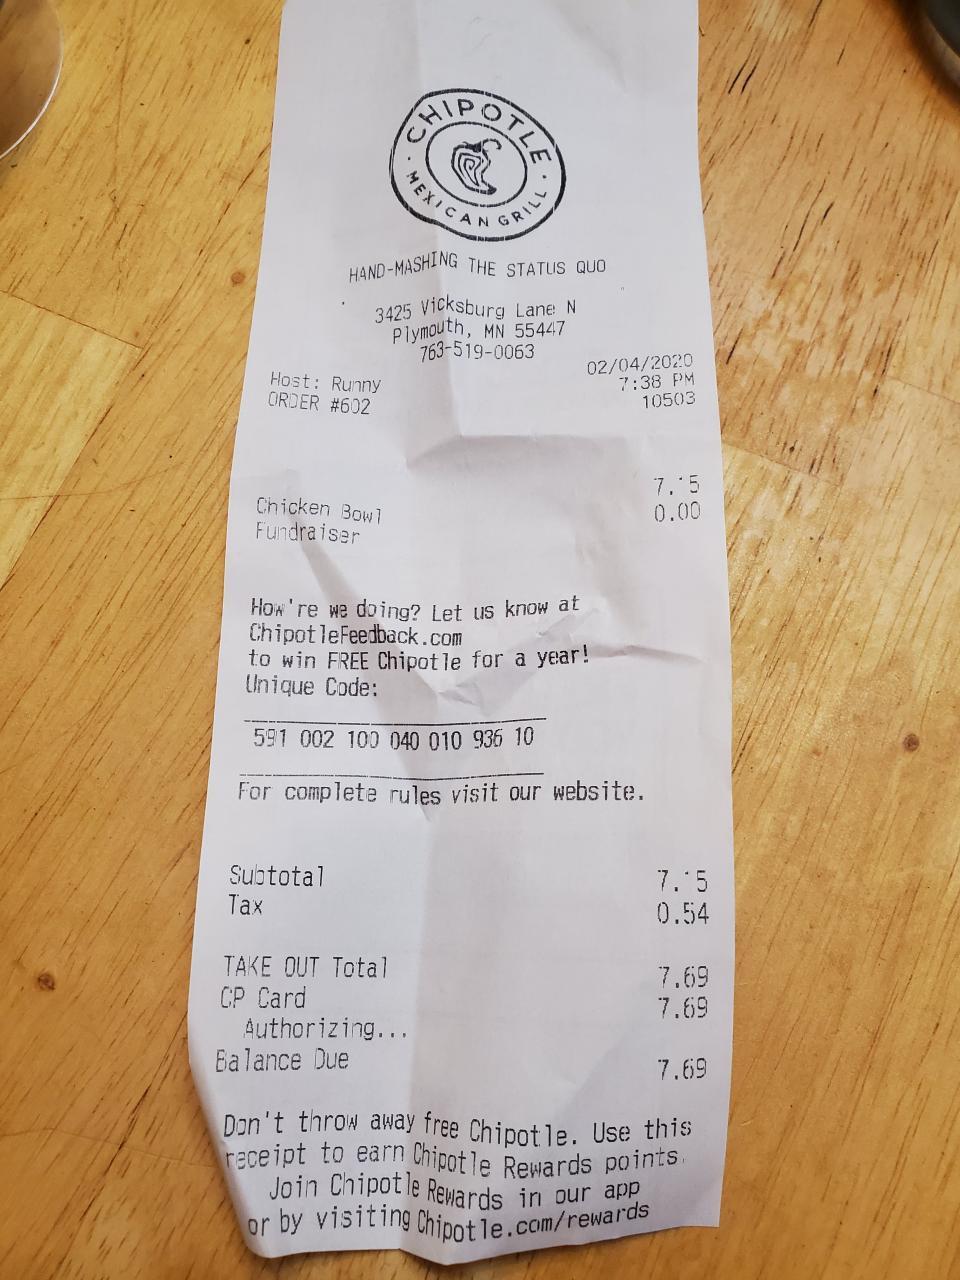 CHIPOTLE
MEXICAN GRILL
HAND-MASHING THE STATUS QUO
3425 Vicksburg Lane N
Plymouth, MN 55447
763-519-0063
02/04/2020
Host: Runny 7:38 PM
ORDER #602 10503
Chicken Bowl
Fundraiser 0.00
How're we doing? Let us know at
ChipotleFeedback.com
to win FREE Chipotle for a year!
Unique Code:
591 002 100 040 010 936 10
For complete rules visit our website.
Subtotal
Tax 0.54
TAKE OUT Total 7.69
CP Card 7.69
Authorizing...
Balance Due 7.69
Don't throw away free Chipotle. Use this
receipt to earn Chipotle Rewards points.
Join Chipotle Rewards in our app
or by visiting Chipotle.com/rewards